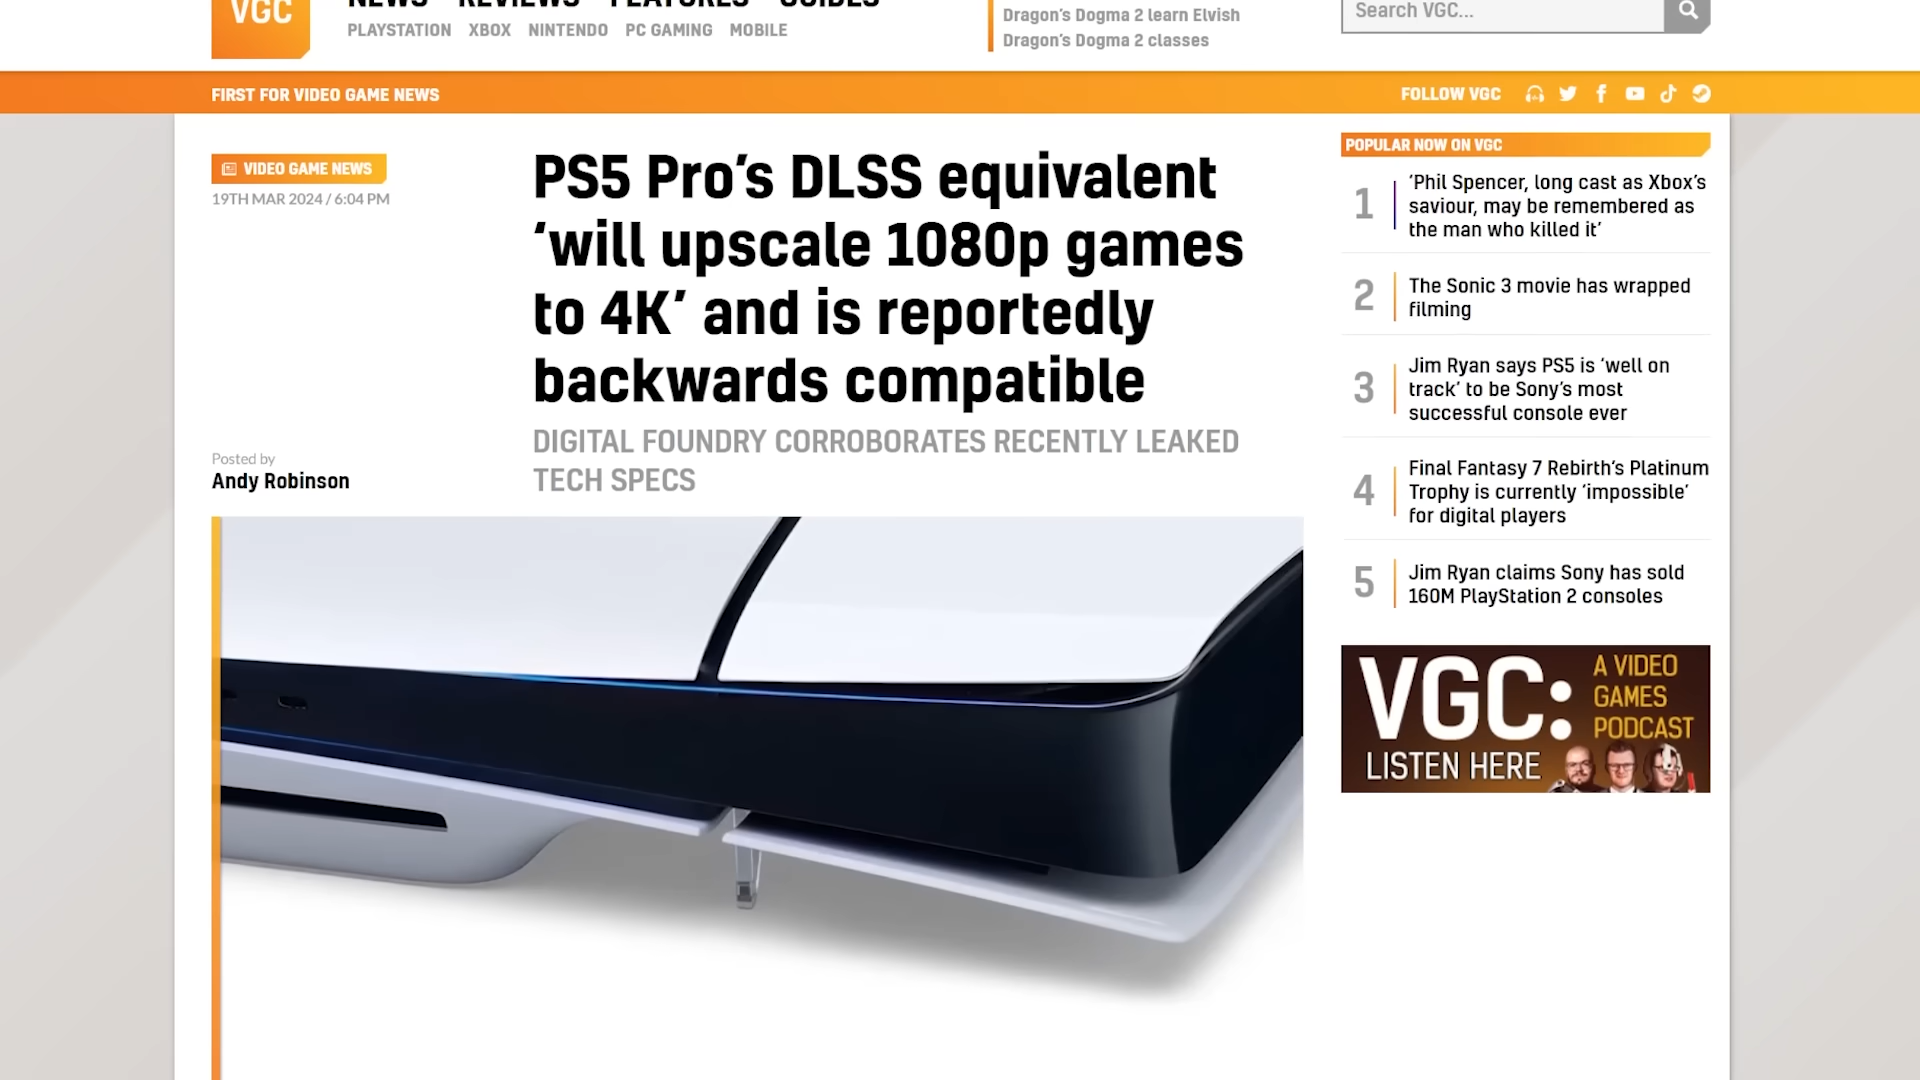 VGC
NEWS REVIEWS FEATURES GUIDES
PLAYSTATION XBOX NINTENDO PC GAMING MOBILE
Dragon's Dogma 2 learn Elvish
Dragon's Dogma 2 classes
Search VGC...
FIRST FOR VIDEO GAME NEWS
FOLLOW VGC
VIDEO GAME NEWS
19TH MAR 2024 / 6:04 PM
PS5 Pro’s DLSS equivalent
‘will upscale 1080p games
to 4K’ and is reportedly
backwards compatible
DIGITAL FOUNDRY CORROBORATES RECENTLY LEAKED
TECH SPECS
Posted by
Andy Robinson
POPULAR NOW ON VGC
1
‘Phil Spencer, long cast as Xbox’s
saviour, may be remembered as
the man who killed it’
2
The Sonic 3 movie has wrapped
filming
3
Jim Ryan says PS5 is ‘well on
track’ to be Sony’s most
successful console ever
4
Final Fantasy 7 Rebirth’s Platinum
Trophy is currently ‘impossible’
for digital players
5
Jim Ryan claims Sony has sold
160M PlayStation 2 consoles
VGC:
A VIDEO
GAMES
PODCAST
LISTEN HERE